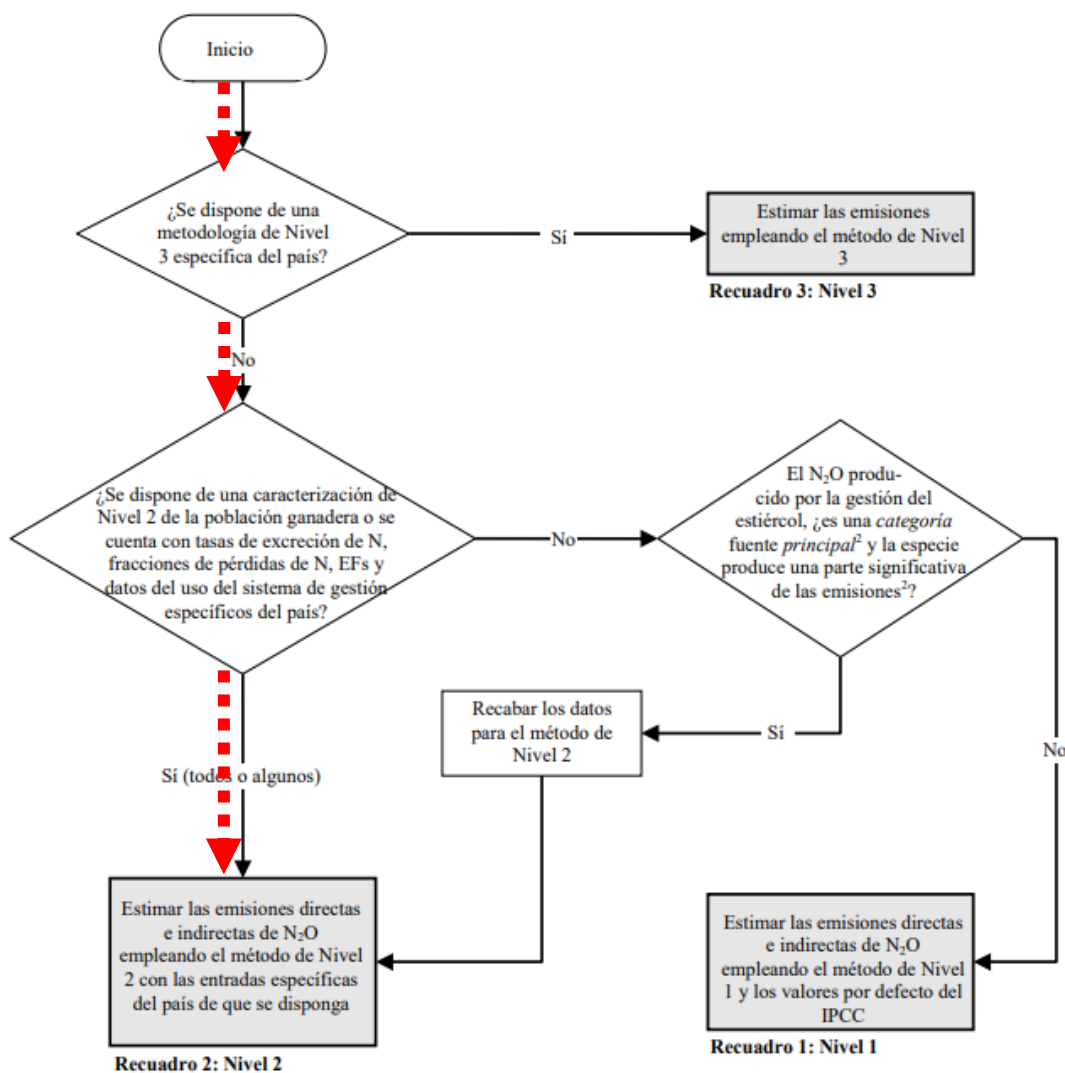 Inicio
¿Se dispone de una
metodología de Nivel
3 específica del país?
Sí
Estimar las emisiones
empleando el método de Nivel
3
Recuadro 3: Nivel 3
No
¿Se dispone de una caracterización de
Nivel 2 de la población ganadera o se
cuenta con tasas de excreción de N,
fracciones de pérdidas de N, EFs y
datos del uso del sistema de gestión
específicos del país?
No
El N₂O produ-
cido por la gestión del
estiércol, ¿es una categoría
fuente principal² y la especie
produce una parte significativa
de las emisiones²?
Recabar los datos
para el método de
Nivel 2
Sí
No
Sí (todos o algunos)
Estimar las emisiones directas
e indirectas de N₂O
empleando el método de Nivel
2 con las entradas específicas
del país de que se disponga
Recuadro 2: Nivel 2
Estimar las emisiones directas
e indirectas de N₂O
empleando el método de Nivel
1 y los valores por defecto del
IPCC
Recuadro 1: Nivel 1